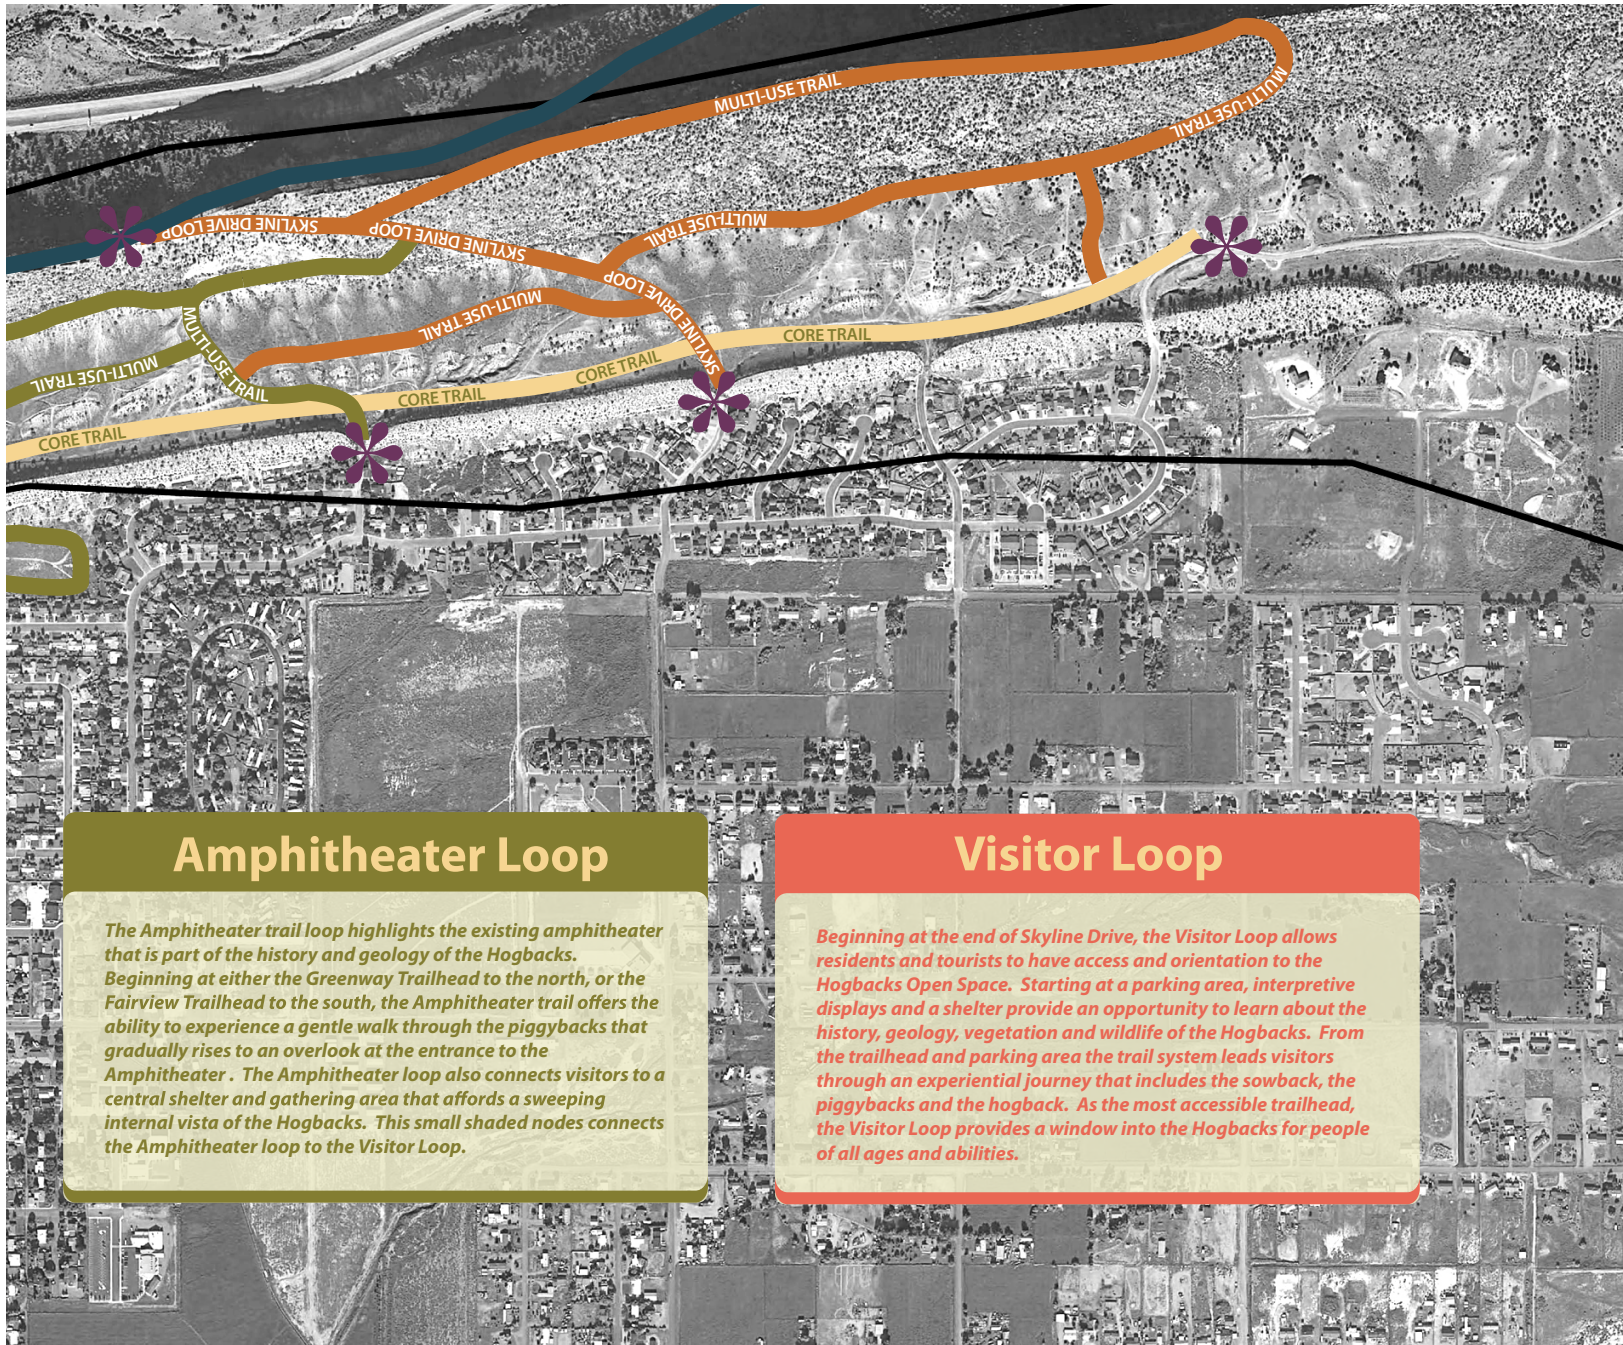 MULTI-USE TRAIL
MULTI-USE TRAIL
SKYLINE DRIVE LOOP
SKYLINE DRIVE LOOP
MULTI-USE TRAIL
SKYLINE DRIVE LOOP
MULTI-USE TRAIL
MULTI-USE TRAIL
MULTI-USE TRAIL
CORE TRAIL
CORE TRAIL
CORE TRAIL
CORE TRAIL
Amphitheater Loop
The Amphitheater trail loop highlights the existing amphitheater
that is part of the history and geology of the Hogbacks.
Beginning at either the Greenway Trailhead to the north, or the
Fairview Trailhead to the south, the Amphitheater trail offers the
ability to experience a gentle walk through the piggybacks that
gradually rises to an overlook at the entrance to the
Amphitheater . The Amphitheater loop also connects visitors to a
central shelter and gathering area that affords a sweeping
internal vista of the Hogbacks. This small shaded nodes connects
the Amphitheater loop to the Visitor Loop.
Visitor Loop
Beginning at the end of Skyline Drive, the Visitor Loop allows
residents and tourists to have access and orientation to the
Hogbacks Open Space. Starting at a parking area, interpretive
displays and a shelter provide an opportunity to learn about the
history, geology, vegetation and wildlife of the Hogbacks. From
the trailhead and parking area the trail system leads visitors
through an experiential journey that includes the sowback, the
piggybacks and the hogback. As the most accessible trailhead,
the Visitor Loop provides a window into the Hogbacks for people
of all ages and abilities.